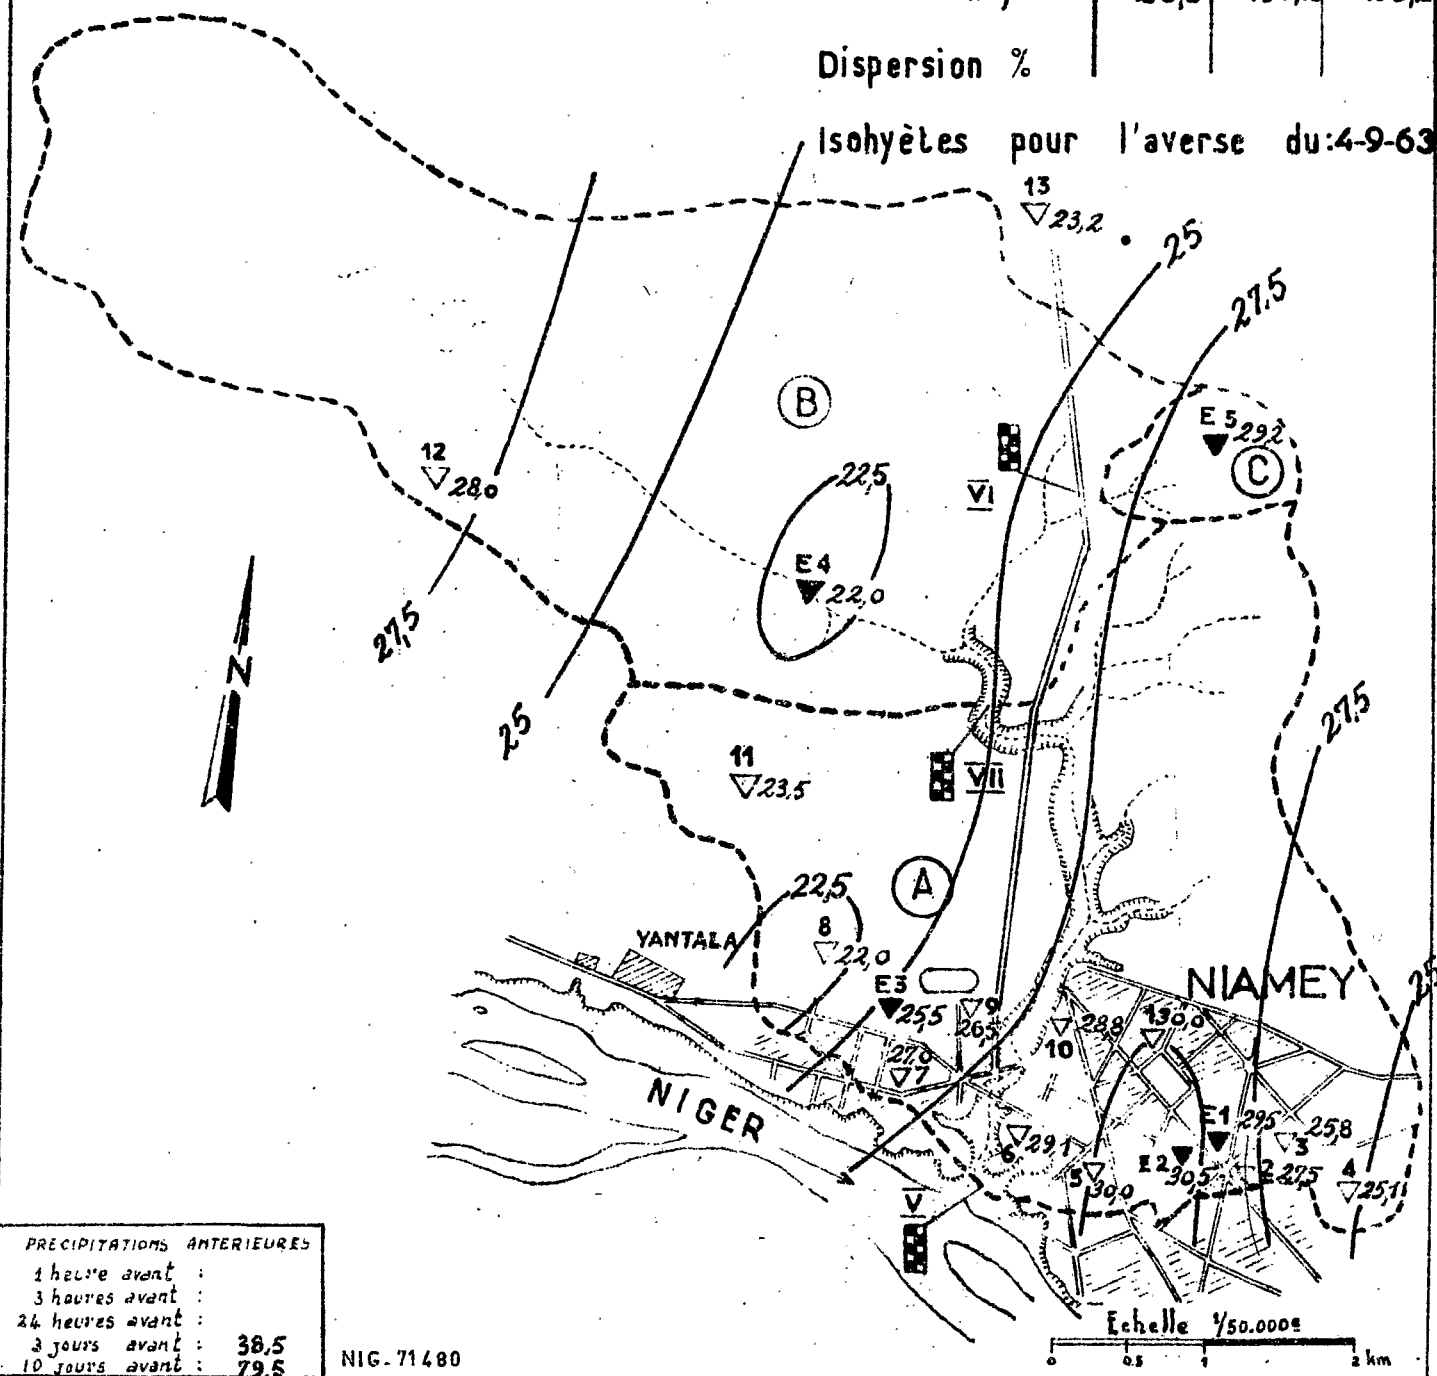 Dispersion %
Isohyètes pour l'averse du:4-9-63
13
23,2
25
27,5
B
E 5 29,2
C
12
28,0
22,5
VI
E4
22,0
N
27,5
25
27,5
11
23,5
VII
22,5
A
8
22,0
YANTALA
NIAMEY
25
E3
25,5
9
26,5
10
28,8
1 30,0
27,0
7
NIGER
6 29,1
5
30,0
E1
29,5
E2
30,5
3
25,8
2 27,5
4
25,1
V
PRECIPITATIONS ANTERIEURES
1 heure avant :
3 heures avant :
24 heures avant :
3 jours avant : 38,5
10 jours avant : 79,5
NIG-71480
Echelle 1/50.000e
0 0.5 1 2 km